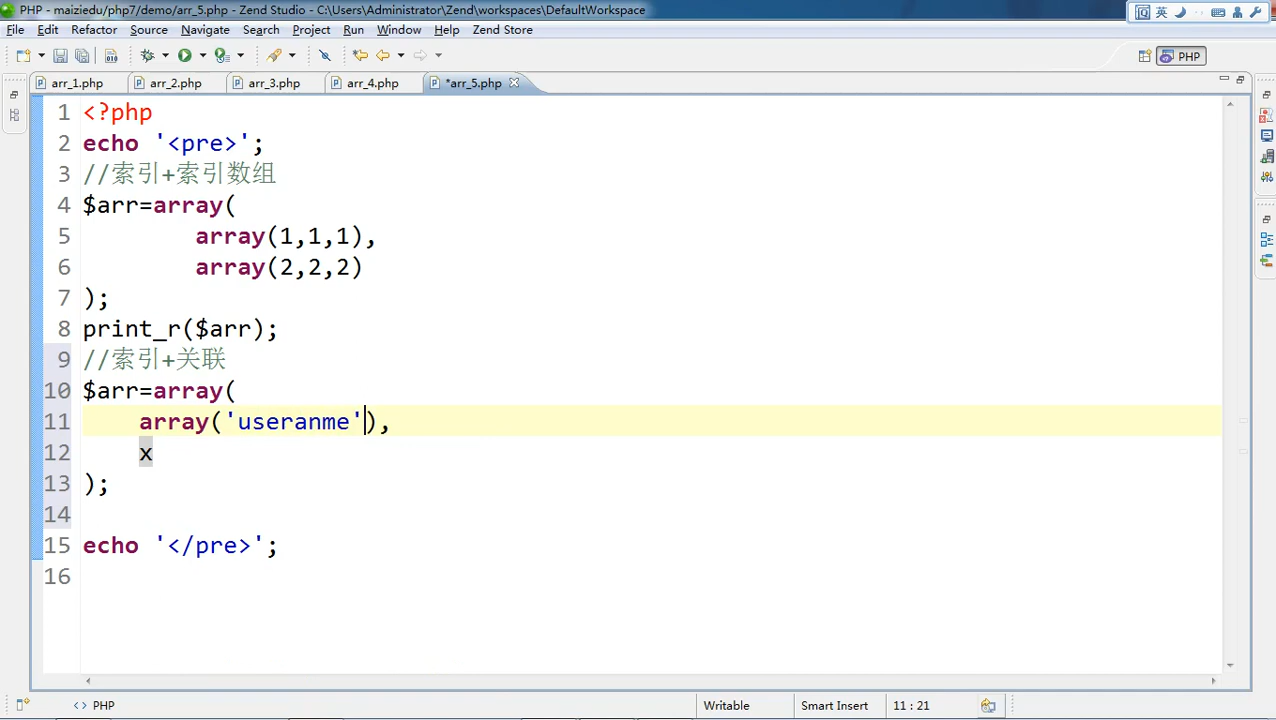 PHP - maiziedu/php7/demo/arr_5.php - Zend Studio - C:\Users\Administrator\Zend\workspaces\DefaultWorkspace
英
File Edit Refactor Source Navigate Search Project Run Window Help Zend Store
PHP
arr_1.php arr_2.php arr_3.php arr_4.php *arr_5.php
1 <?php
2 echo '<pre>';
3 //索引+索引数组
4 $arr=array(
5 array(1,1,1),
6 array(2,2,2)
7 );
8 print_r($arr);
9 //索引+关联
10 $arr=array(
11 array('useranme'),
12 x
13 );
14
15 echo '</pre>';
16
<> PHP Writable Smart Insert 11 : 21